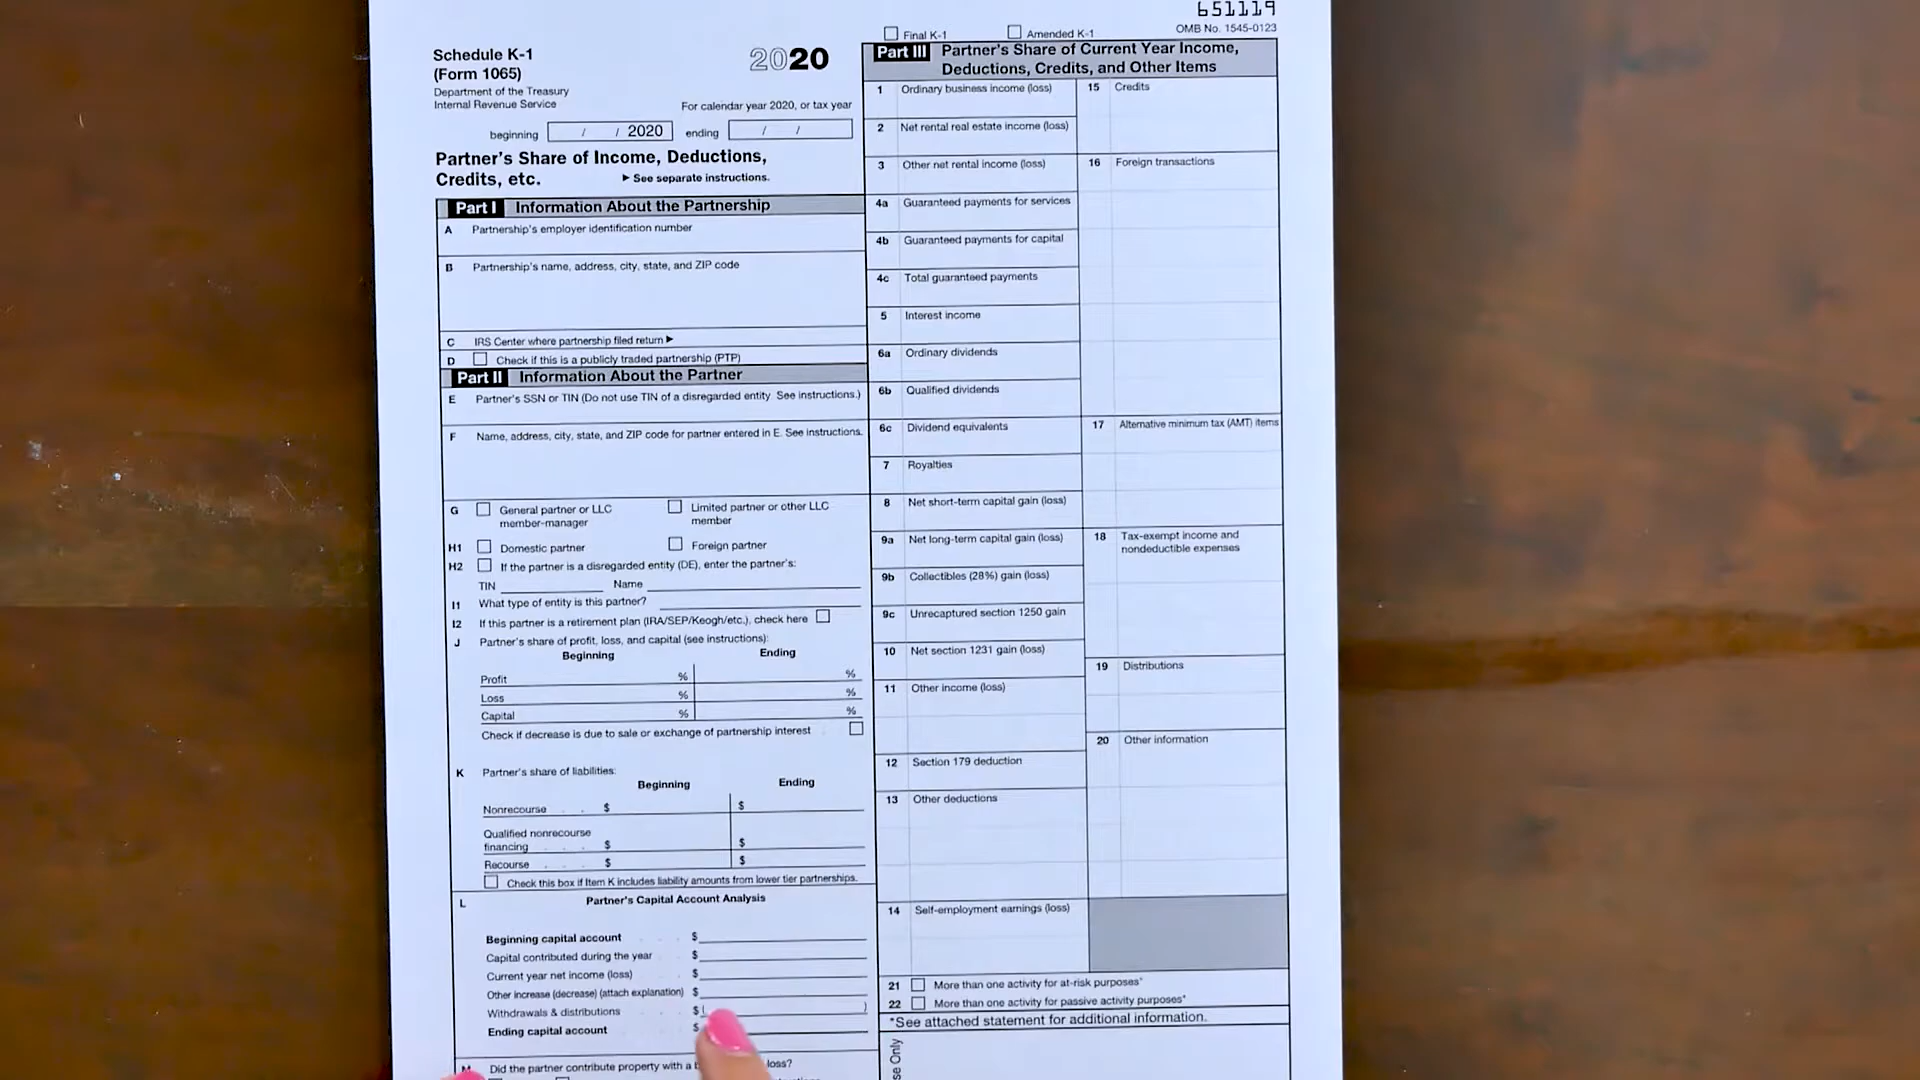 651119
Final K-1 Amended K-1 OMB No. 1545-0123
Schedule K-1
(Form 1065)
2020
Department of the Treasury
Internal Revenue Service
For calendar year 2020, or tax year
beginning / / 2020 ending / /
Partner's Share of Income, Deductions,
Credits, etc. ▶ See separate instructions.
Part I Information About the Partnership
A Partnership's employer identification number
B Partnership's name, address, city, state, and ZIP code
C IRS Center where partnership filed return ▶
D Check if this is a publicly traded partnership (PTP)
Part II Information About the Partner
E Partner's SSN or TIN (Do not use TIN of a disregarded entity See instructions.)
F Name, address, city, state, and ZIP code for partner entered in E. See instructions.
G General partner or LLC
member-manager
Limited partner or other LLC
member
H1 Domestic partner Foreign partner
H2 If the partner is a disregarded entity (DE), enter the partner's:
TIN Name
I1 What type of entity is this partner?
I2 If this partner is a retirement plan (IRA/SEP/Keogh/etc.), check here
J Partner's share of profit, loss, and capital (see instructions):
Beginning Ending
Profit % %
Loss % %
Capital % %
Check if decrease is due to sale or exchange of partnership interest
K Partner's share of liabilities:
Beginning Ending
Nonrecourse . . $ $
Qualified nonrecourse
financing . . . $ $
Recourse . . . $ $
Check this box if Item K includes liability amounts from lower tier partnerships.
L Partner's Capital Account Analysis
Beginning capital account . . . $
Capital contributed during the year . . $
Current year net income (loss) . . . $
Other increase (decrease) (attach explanation) $
Withdrawals & distributions . . . $( )
Ending capital account . . . $
M Did the partner contribute property with a loss?
Part III Partner's Share of Current Year Income,
Deductions, Credits, and Other Items
1 Ordinary business income (loss)
2 Net rental real estate income (loss)
3 Other net rental income (loss)
4a Guaranteed payments for services
4b Guaranteed payments for capital
4c Total guaranteed payments
5 Interest income
6a Ordinary dividends
6b Qualified dividends
6c Dividend equivalents
7 Royalties
8 Net short-term capital gain (loss)
9a Net long-term capital gain (loss)
9b Collectibles (28%) gain (loss)
9c Unrecaptured section 1250 gain
10 Net section 1231 gain (loss)
11 Other income (loss)
12 Section 179 deduction
13 Other deductions
14 Self-employment earnings (loss)
15 Credits
16 Foreign transactions
17 Alternative minimum tax (AMT) items
18 Tax-exempt income and
nondeductible expenses
19 Distributions
20 Other information
21 More than one activity for at-risk purposes*
22 More than one activity for passive activity purposes*
*See attached statement for additional information.
Only